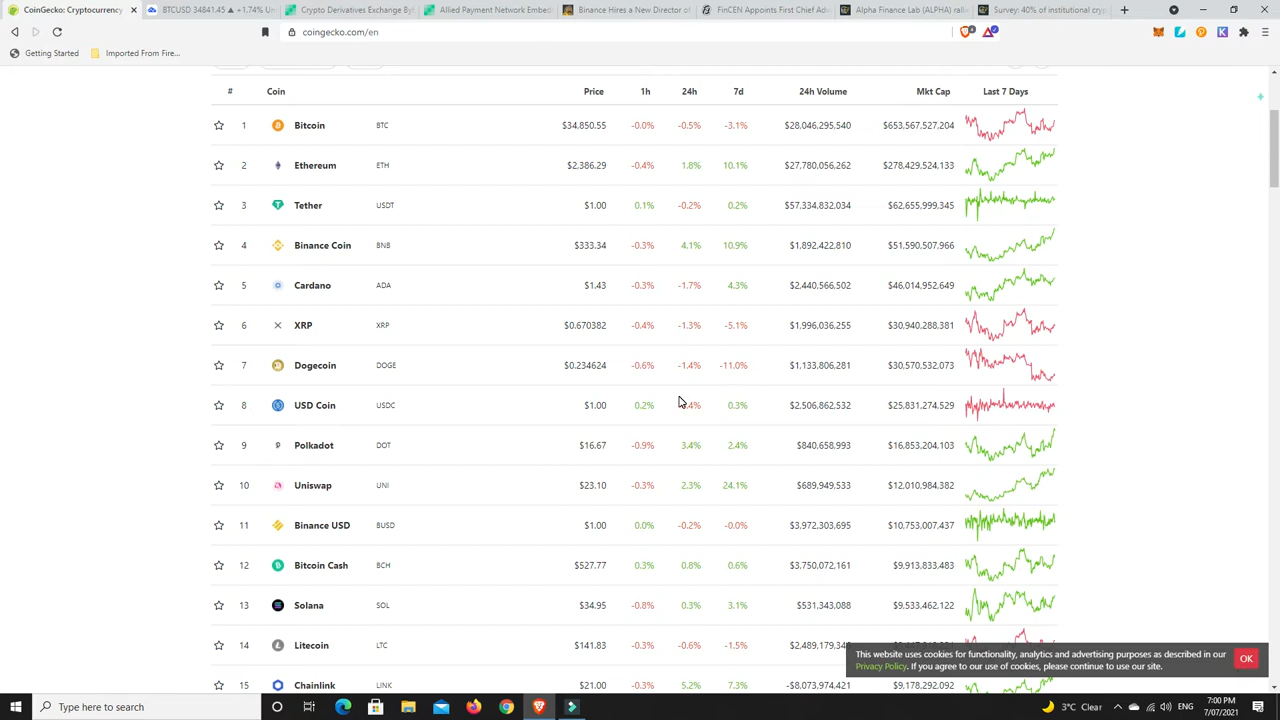 CoinGecko: Cryptocurrency
BTCUSD 34841.45 ▲ +1.74% Un
Crypto Derivatives Exchange By
Allied Payment Network Embed
Binance Hires a New Director of
FinCEN Appoints First Chief Adv
Alpha Finance Lab (ALPHA) rall
Survey: 40% of institutional cryp
coingecko.com/en
Getting Started
Imported From Fire...
# Coin Price 1h 24h 7d 24h Volume Mkt Cap Last 7 Days
1 Bitcoin BTC $34,850.55 -0.0% -0.5% -3.1% $28,046,295,540 $653,567,527,204
2 Ethereum ETH $2,386.29 -0.4% 1.8% 10.1% $27,780,056,262 $278,429,524,133
3 Tether USDT $1.00 0.1% -0.2% 0.2% $57,334,832,034 $62,655,999,345
4 Binance Coin BNB $333.34 -0.3% 4.1% 10.9% $1,892,422,810 $51,590,507,966
5 Cardano ADA $1.43 -0.3% -1.7% 4.3% $2,440,566,502 $46,014,952,649
6 XRP XRP $0.670382 -0.4% -1.3% -5.1% $1,996,036,255 $30,940,288,381
7 Dogecoin DOGE $0.234624 -0.6% -1.4% -11.0% $1,133,806,281 $30,570,532,073
8 USD Coin USDC $1.00 0.2% 0.3% $2,506,862,532 $25,831,274,529
9 Polkadot DOT $16.67 -0.9% 3.4% 2.4% $840,658,993 $16,853,204,103
10 Uniswap UNI $23.10 -0.3% 2.3% 24.1% $689,949,533 $12,010,984,382
11 Binance USD BUSD $1.00 0.0% -0.2% -0.0% $3,972,303,695 $10,753,007,437
12 Bitcoin Cash BCH $527.77 0.3% 0.8% 0.6% $3,750,072,161 $9,913,833,483
13 Solana SOL $34.95 -0.8% 0.3% 3.1% $531,343,088 $9,533,462,122
14 Litecoin LTC $141.83 -0.3% -0.6% -1.5%
15 Chainlink LINK $21.00 -0.3% 5.2% 7.3% -$8,073,974,421 $9,178,292,092
This website uses cookies for functionality, analytics and advertising purposes as described in our
Privacy Policy. If you agree to our use of cookies, please continue to use our site.
OK
Type here to search
3°C Clear
7:00 PM
7/07/2021